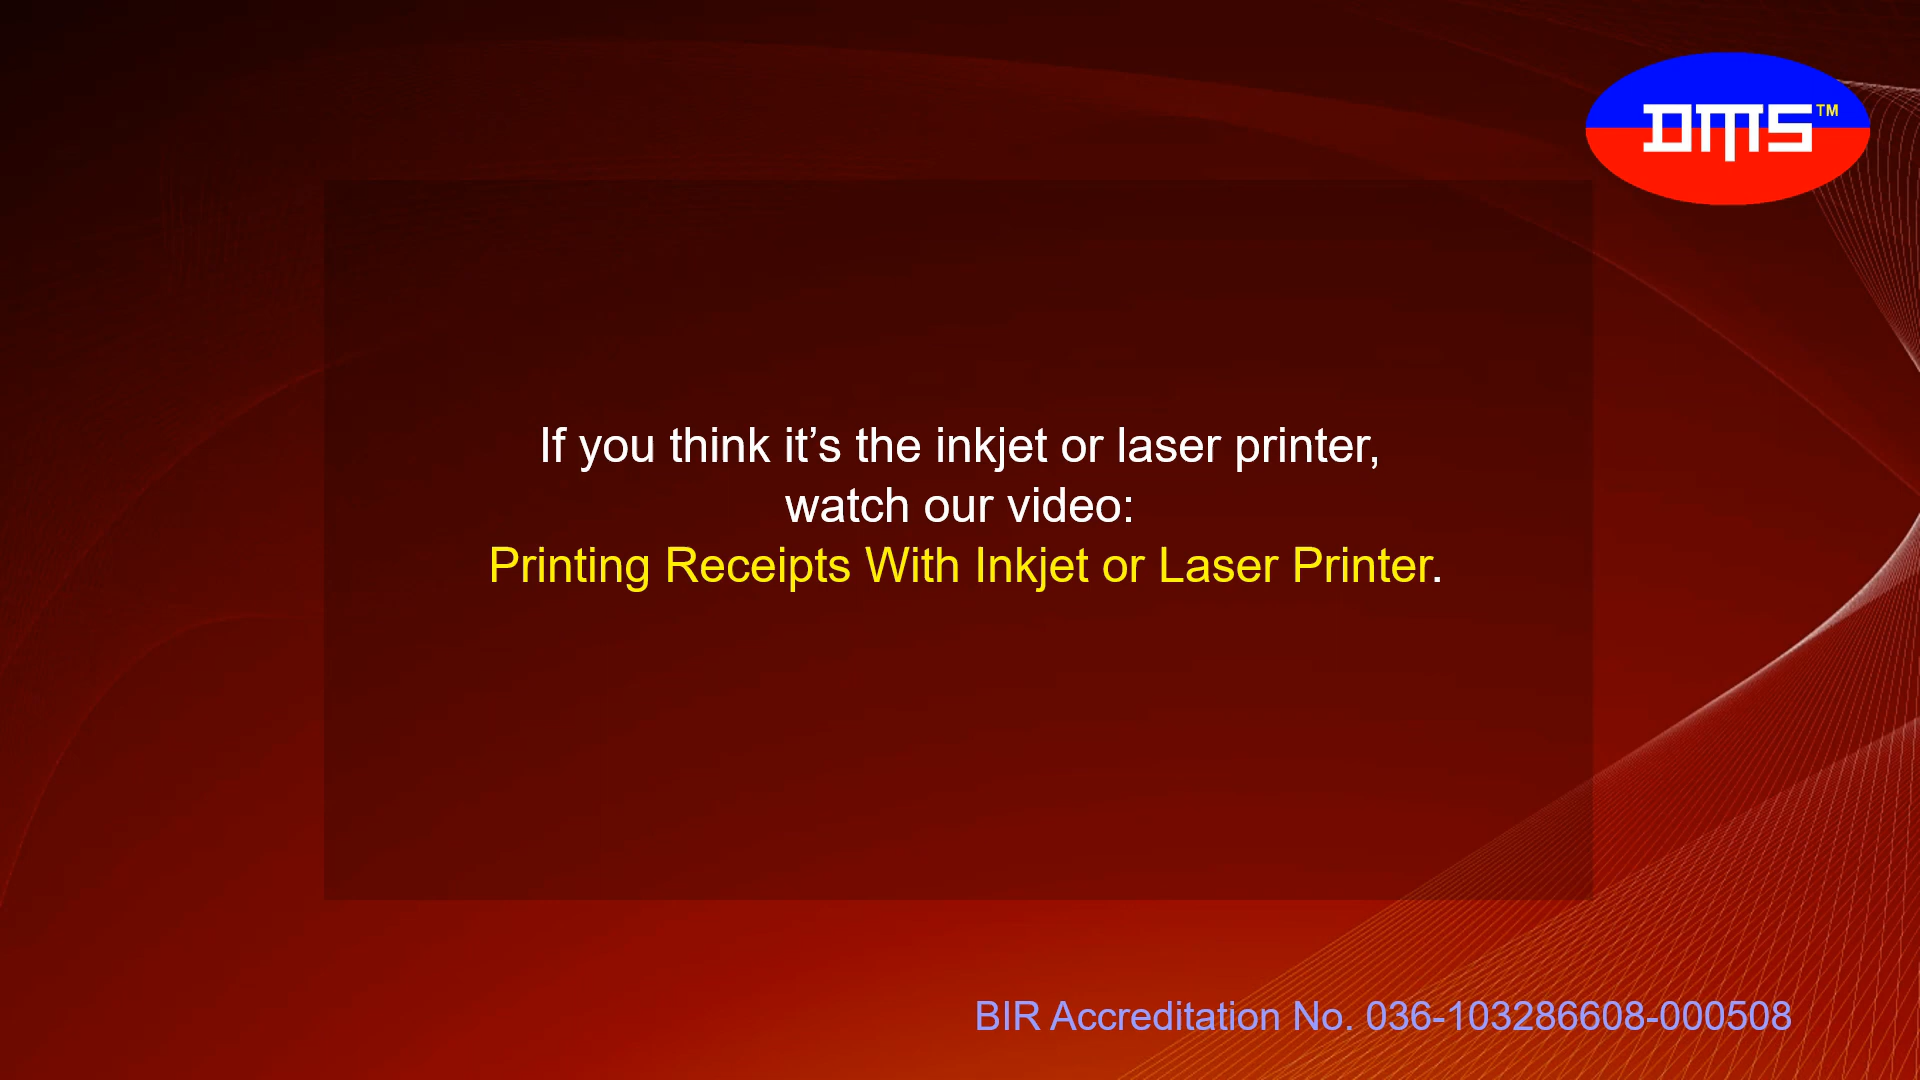 DMS™
If you think it’s the inkjet or laser printer,
watch our video:
Printing Receipts With Inkjet or Laser Printer.
BIR Accreditation No. 036-103286608-000508